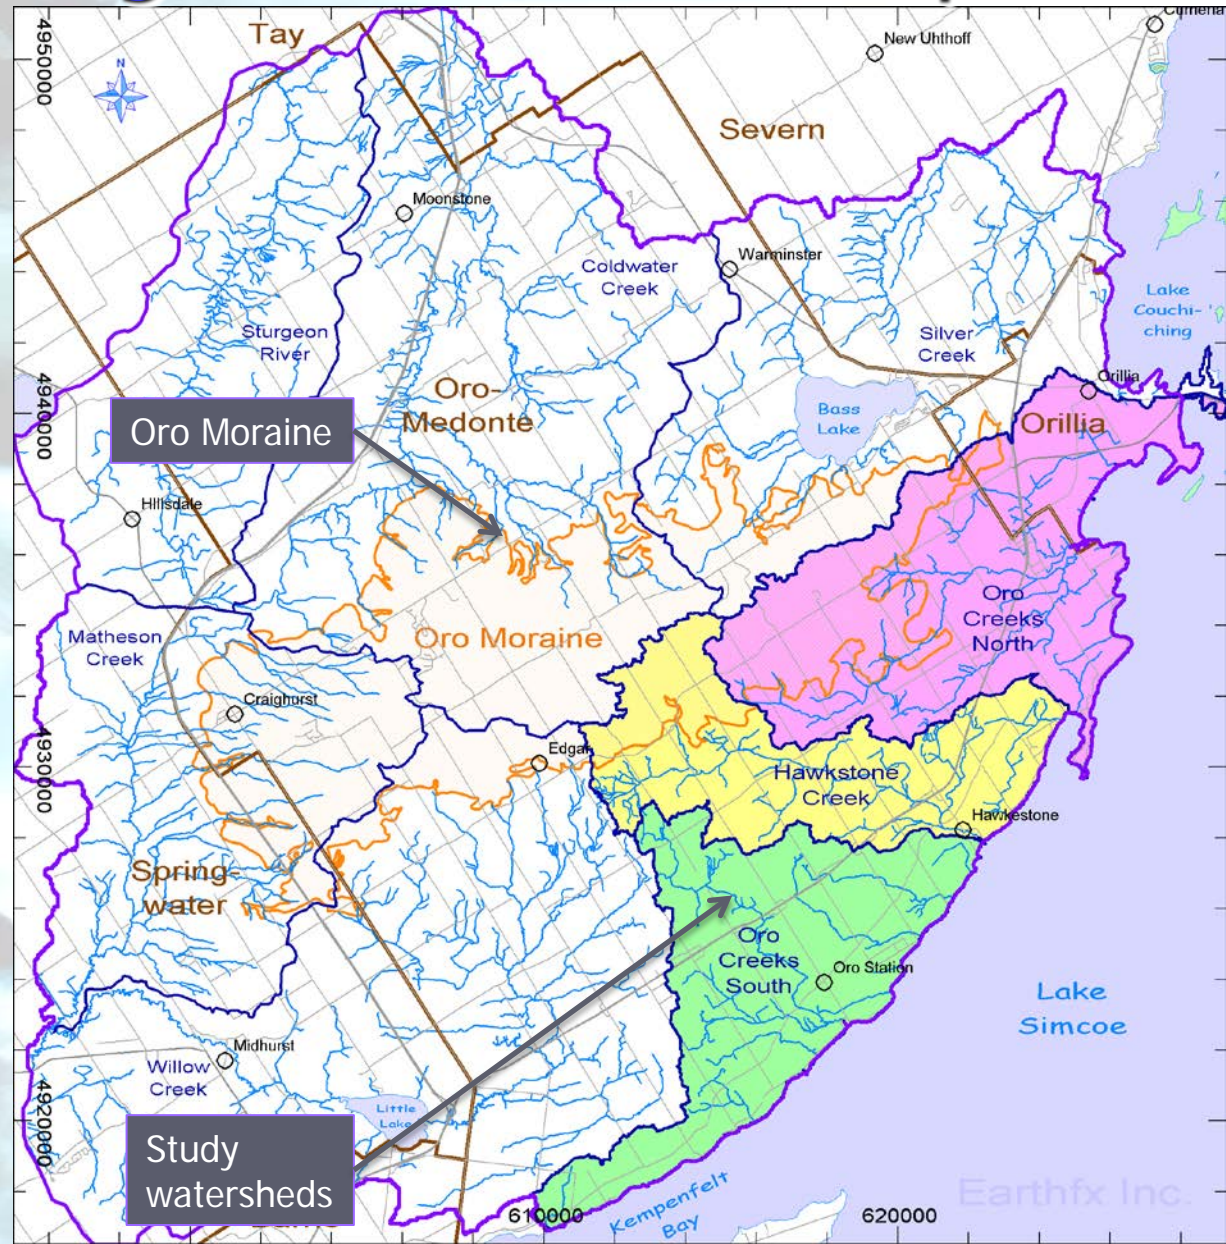 Tay
N
4950000
New Uhthoff
Severn
Moonstone
Warminster
Coldwater
Creek
Lake
Couchi-
ching
Sturgeon
River
Silver
Creek
4940000
Oro-
Medonte
Bass
Lake
Orillia
Orillia
Oro Moraine
Hillsdale
Oro
Creeks
North
Matheson
Creek
Oro Moraine
Craighurst
4930000
Edgar
Hawkstone
Creek
Hawkestone
Spring-
water
Oro
Creeks
South
Oro Station
Lake
Simcoe
Midhurst
Willow
Creek
Little
Lake
4920000
Study
watersheds
Kempenfelt
Bay
610000
620000
Earthfx Inc.